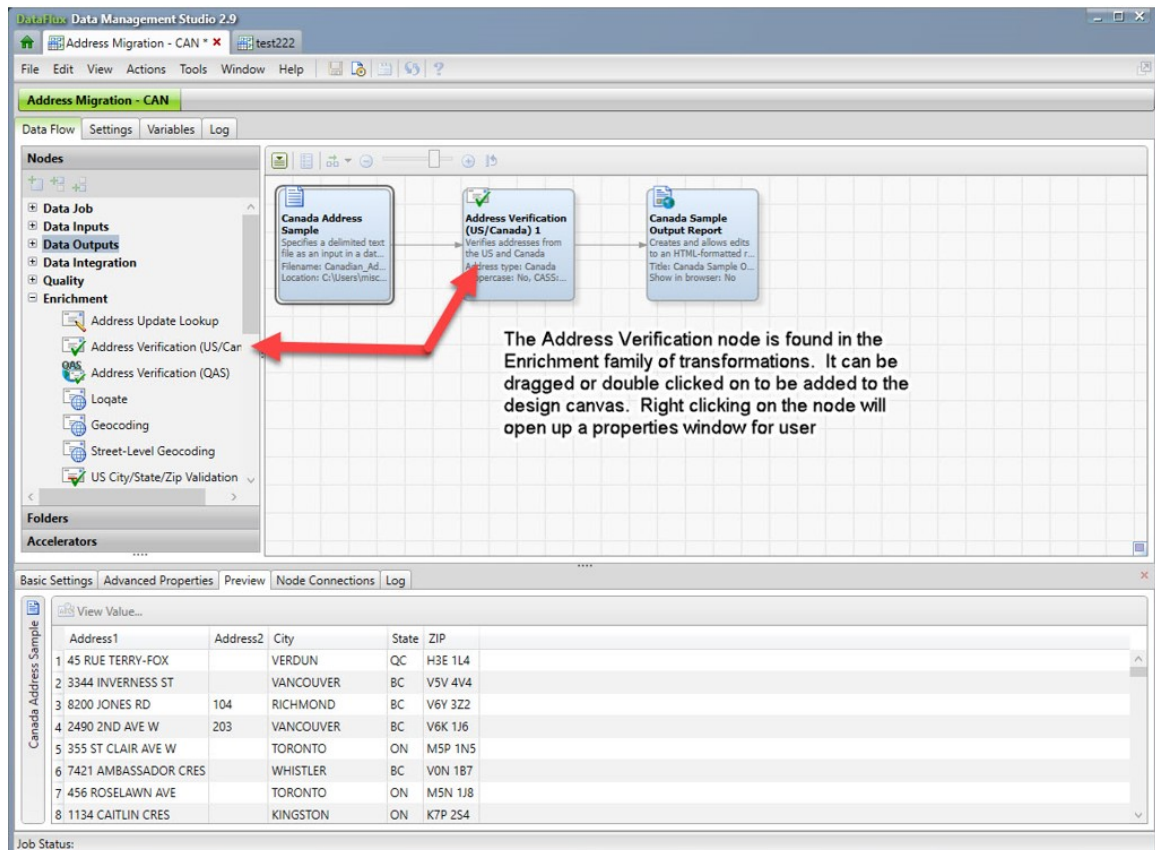 DataFlux Data Management Studio 2.9
Address Migration - CAN * test222
File Edit View Actions Tools Window Help
Address Migration - CAN
Data Flow Settings Variables Log
Nodes
Data Job
Data Inputs
Data Outputs
Data Integration
Quality
Enrichment
Address Update Lookup
Address Verification (US/Can
QAS Address Verification (QAS)
Loqate
Geocoding
Street-Level Geocoding
US City/State/Zip Validation
Folders
Accelerators
Canada Address
Sample
Specifies a delimited text
file as an input in a dat...
Filename: Canadian_Ad...
Location: C:\Users\misc...
Address Verification
(US/Canada) 1
Verifies addresses from
the US and Canada
Address type: Canada
No, CASS:...
Canada Sample
Output Report
Creates and allows edits
to an HTML-formatted r...
Title: Canada Sample O...
Show in browser: No
The Address Verification node is found in the
Enrichment family of transformations. It can be
dragged or double clicked on to be added to the
design canvas. Right clicking on the node will
open up a properties window for user
Basic Settings Advanced Properties Preview Node Connections Log
Canada Address Sample
View Value...
Address1 Address2 City State ZIP
1 45 RUE TERRY-FOX VERDUN QC H3E 1L4
2 3344 INVERNESS ST VANCOUVER BC V5V 4V4
3 8200 JONES RD 104 RICHMOND BC V6Y 3Z2
4 2490 2ND AVE W 203 VANCOUVER BC V6K 1J6
5 355 ST CLAIR AVE W TORONTO ON M5P 1N5
6 7421 AMBASSADOR CRES WHISTLER BC V0N 1B7
7 456 ROSELAWN AVE TORONTO ON M5N 1J8
8 1134 CAITLIN CRES KINGSTON ON K7P 2S4
Job Status: